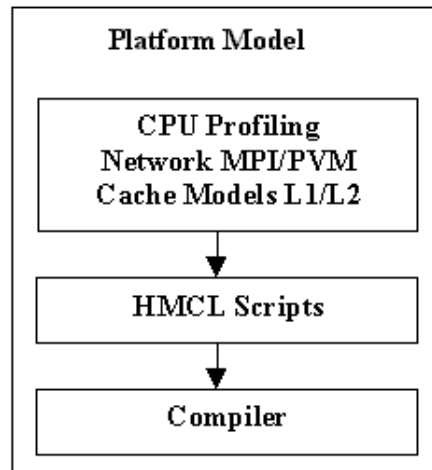 Platform Model
CPU Profiling
Network MPI/PVM
Cache Models L1/L2
HMCL Scripts
Compiler